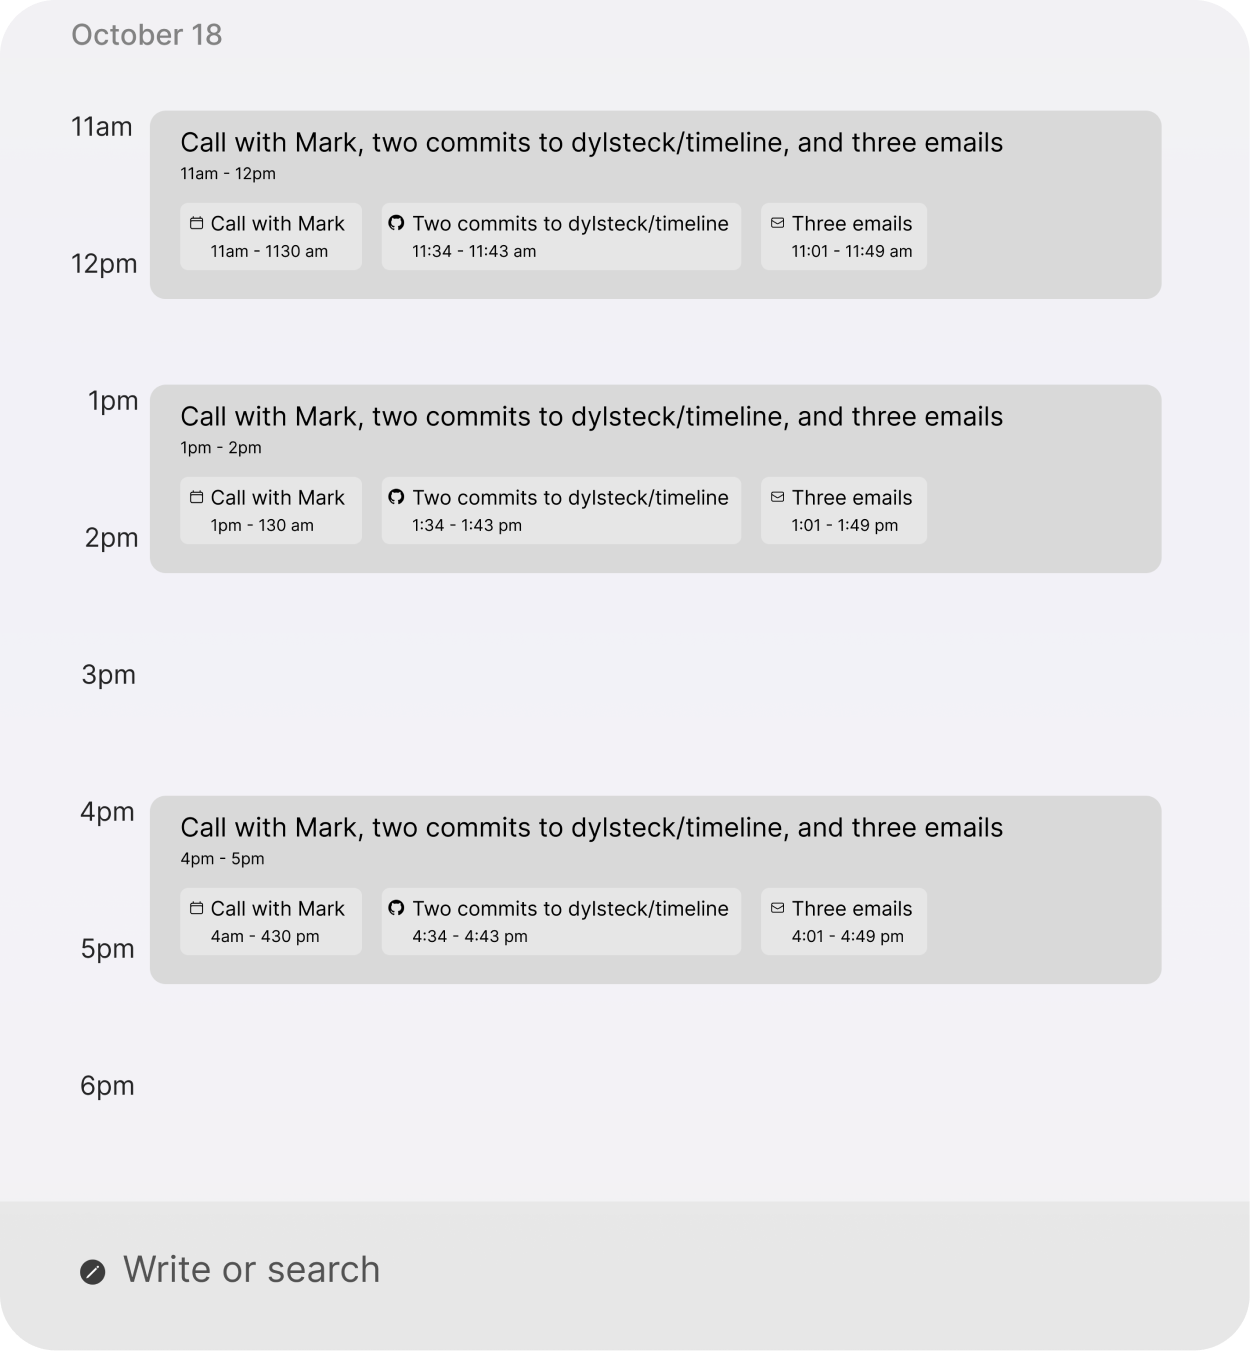 October 18
11am
Call with Mark, two commits to dylsteck/timeline, and three emails
11am - 12pm
Call with Mark
11am - 1130 am
Two commits to dylsteck/timeline
11:34 - 11:43 am
Three emails
11:01 - 11:49 am
12pm
1pm
Call with Mark, two commits to dylsteck/timeline, and three emails
1pm - 2pm
Call with Mark
1pm - 130 am
Two commits to dylsteck/timeline
1:34 - 1:43 pm
Three emails
1:01 - 1:49 pm
2pm
3pm
4pm
Call with Mark, two commits to dylsteck/timeline, and three emails
4pm - 5pm
Call with Mark
4am - 430 pm
Two commits to dylsteck/timeline
4:34 - 4:43 pm
Three emails
4:01 - 4:49 pm
5pm
6pm
Write or search